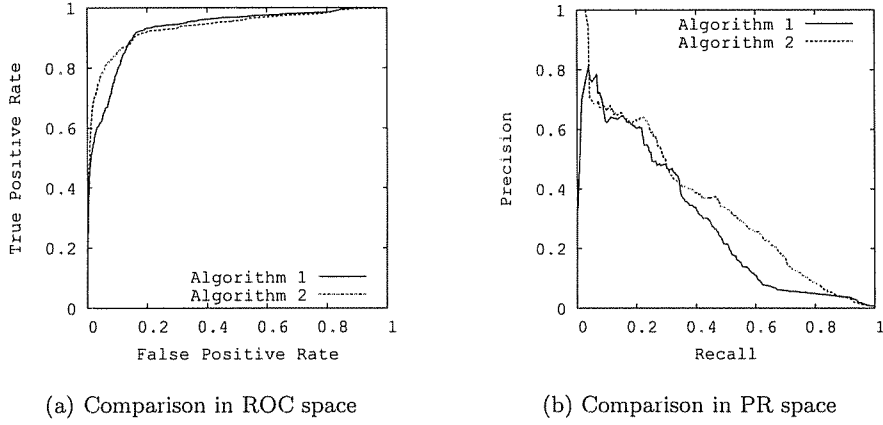 True Positive Rate
1
0.8
0.6
0.4
0.2
0
Algorithm 1
Algorithm 2
0 0.2 0.4 0.6 0.8 1
False Positive Rate
(a) Comparison in ROC space
Precision
1
0.8
0.6
0.4
0.2
0
Algorithm 1
Algorithm 2
0 0.2 0.4 0.6 0.8 1
Recall
(b) Comparison in PR space